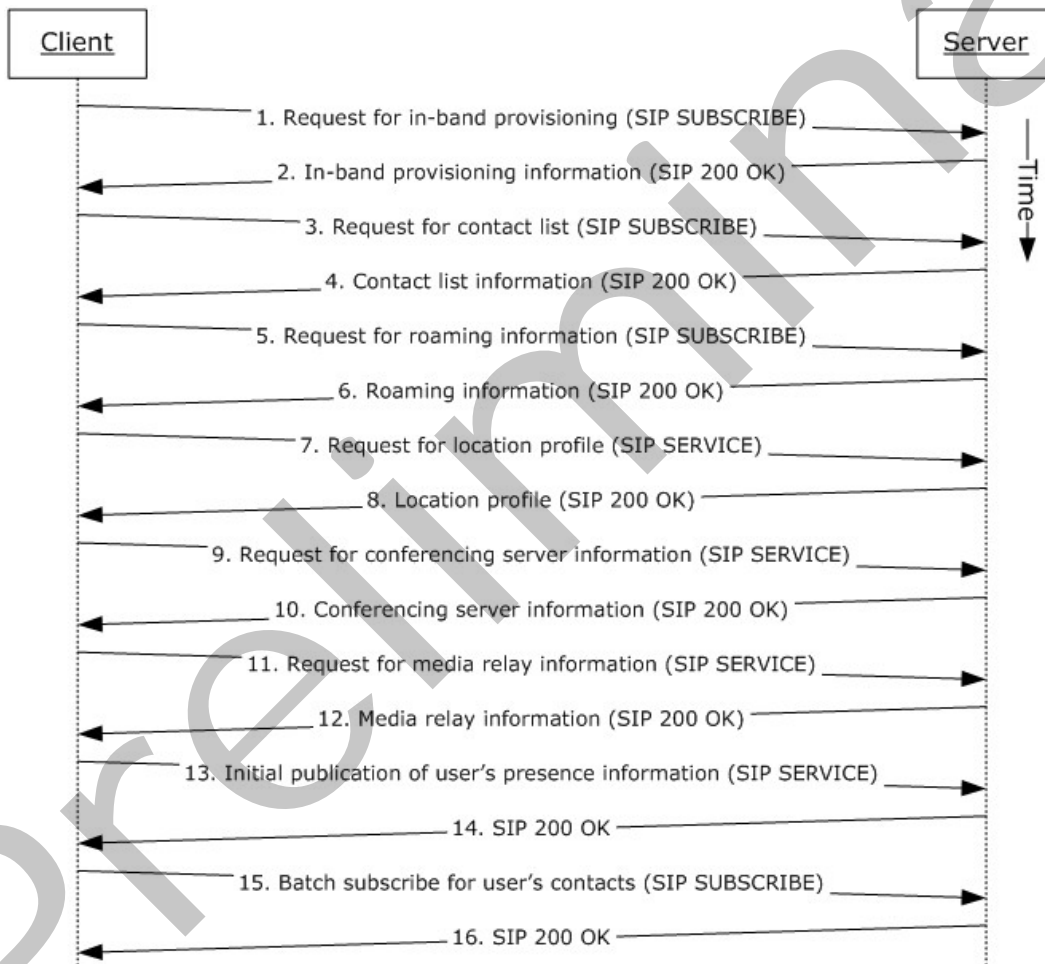 Client
Server
1. Request for in-band provisioning (SIP SUBSCRIBE)
2. In-band provisioning information (SIP 200 OK)
Time
3. Request for contact list (SIP SUBSCRIBE)
4. Contact list information (SIP 200 OK)
5. Request for roaming information (SIP SUBSCRIBE)
6. Roaming information (SIP 200 OK)
7. Request for location profile (SIP SERVICE)
8. Location profile (SIP 200 OK)
9. Request for conferencing server information (SIP SERVICE)
10. Conferencing server information (SIP 200 OK)
11. Request for media relay information (SIP SERVICE)
12. Media relay information (SIP 200 OK)
13. Initial publication of user's presence information (SIP SERVICE)
14. SIP 200 OK
15. Batch subscribe for user's contacts (SIP SUBSCRIBE)
16. SIP 200 OK
Prelimina